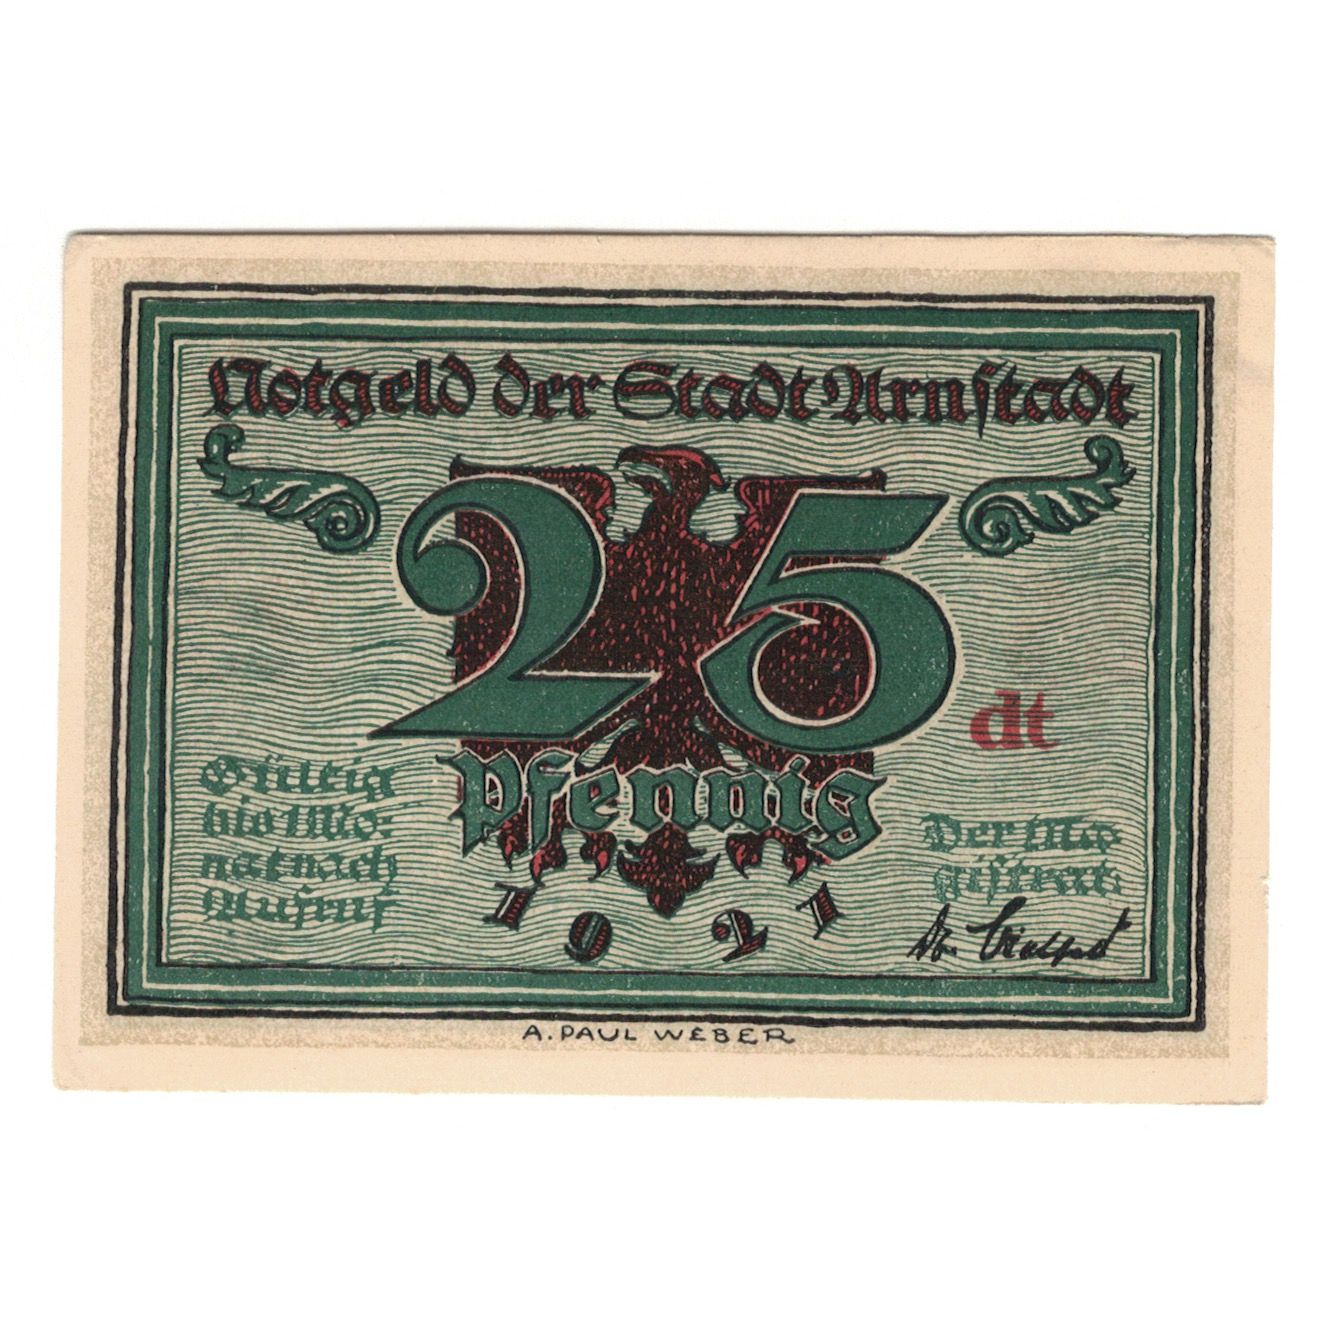 Notgeld der Stadt Arnstadt
25
dt
Pfennig
Gültig
bis 1 Mo:
nat nach
Aufruf
Der Ma
gistrat:
1921
Dr.
A. PAUL WEBER